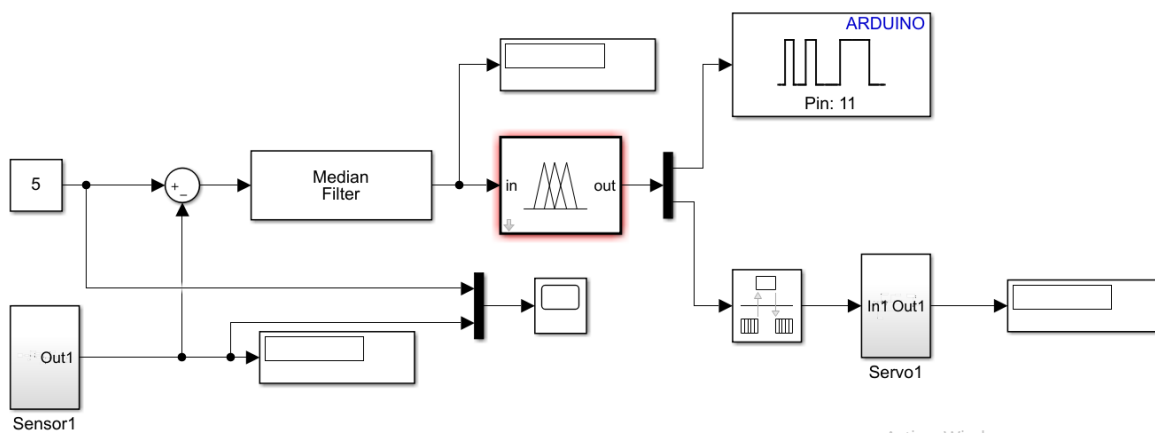 ARDUINO
Pin: 11
5
+
−
Median
Filter
in
out
Out1
Sensor1
In1 Out1
Servo1